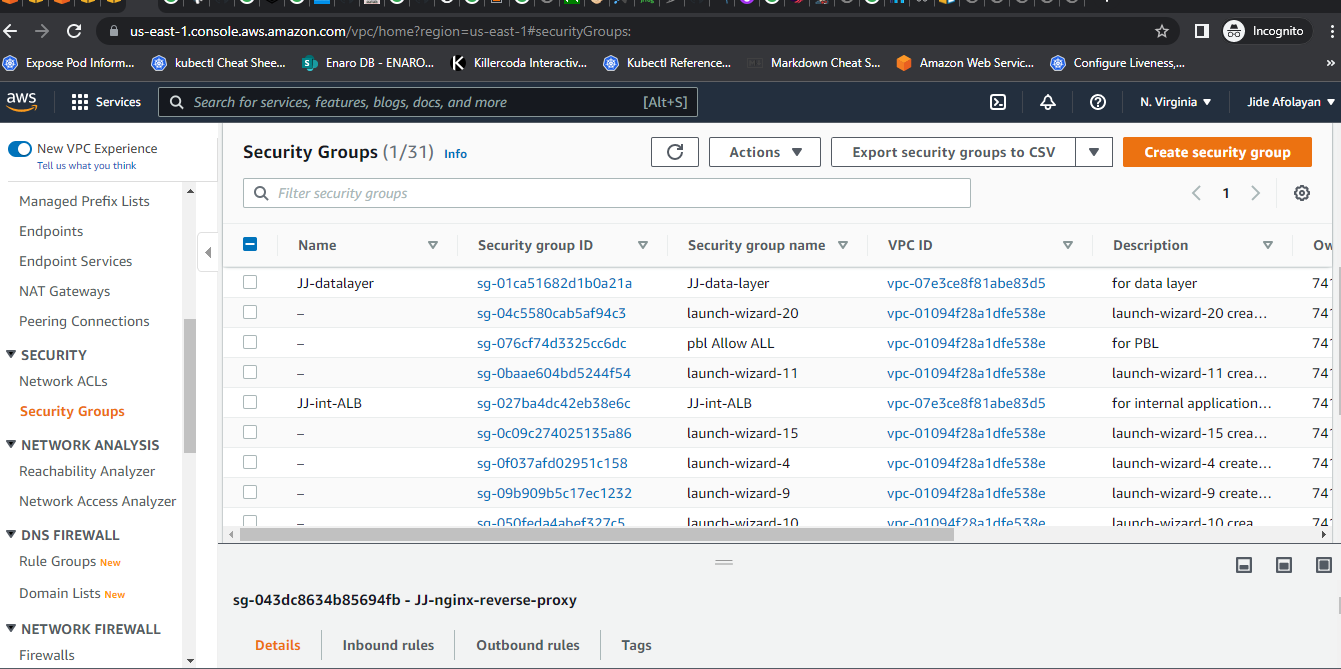 us-east-1.console.aws.amazon.com/vpc/home?region=us-east-1#securityGroups:
Incognito
Expose Pod Inform... kubectl Cheat Shee... Enaro DB - ENARO... Killercoda Interactiv... Kubectl Reference... Markdown Cheat S... Amazon Web Servic... Configure Liveness,... »
aws Services Search for services, features, blogs, docs, and more [Alt+S] N. Virginia Jide Afolayan
New VPC Experience
Tell us what you think
Managed Prefix Lists
Endpoints
Endpoint Services
NAT Gateways
Peering Connections
SECURITY
Network ACLs
Security Groups
NETWORK ANALYSIS
Reachability Analyzer
Network Access Analyzer
DNS FIREWALL
Rule Groups New
Domain Lists New
NETWORK FIREWALL
Firewalls
Security Groups (1/31) Info Actions Export security groups to CSV Create security group
Filter security groups 1
Name Security group ID Security group name VPC ID Description Ow
JJ-datalayer sg-01ca51682d1b0a21a JJ-data-layer vpc-07e3ce8f81abe83d5 for data layer 741
– sg-04c5580cab5af94c3 launch-wizard-20 vpc-01094f28a1dfe538e launch-wizard-20 crea... 741
– sg-076cf74d3325cc6dc pbl Allow ALL vpc-01094f28a1dfe538e for PBL 741
– sg-0baae604bd5244f54 launch-wizard-11 vpc-01094f28a1dfe538e launch-wizard-11 crea... 741
JJ-int-ALB sg-027ba4dc42eb38e6c JJ-int-ALB vpc-07e3ce8f81abe83d5 for internal application... 741
– sg-0c09c274025135a86 launch-wizard-15 vpc-01094f28a1dfe538e launch-wizard-15 crea... 741
– sg-0f037afd02951c158 launch-wizard-4 vpc-01094f28a1dfe538e launch-wizard-4 create... 741
– sg-09b909b5c17ec1232 launch-wizard-9 vpc-01094f28a1dfe538e launch-wizard-9 create... 741
– sg-050feda4abef327c5 launch-wizard-10 vpc-01094f28a1dfe538e launch-wizard-10 crea... 741
sg-043dc8634b85694fb - JJ-nginx-reverse-proxy
Details Inbound rules Outbound rules Tags